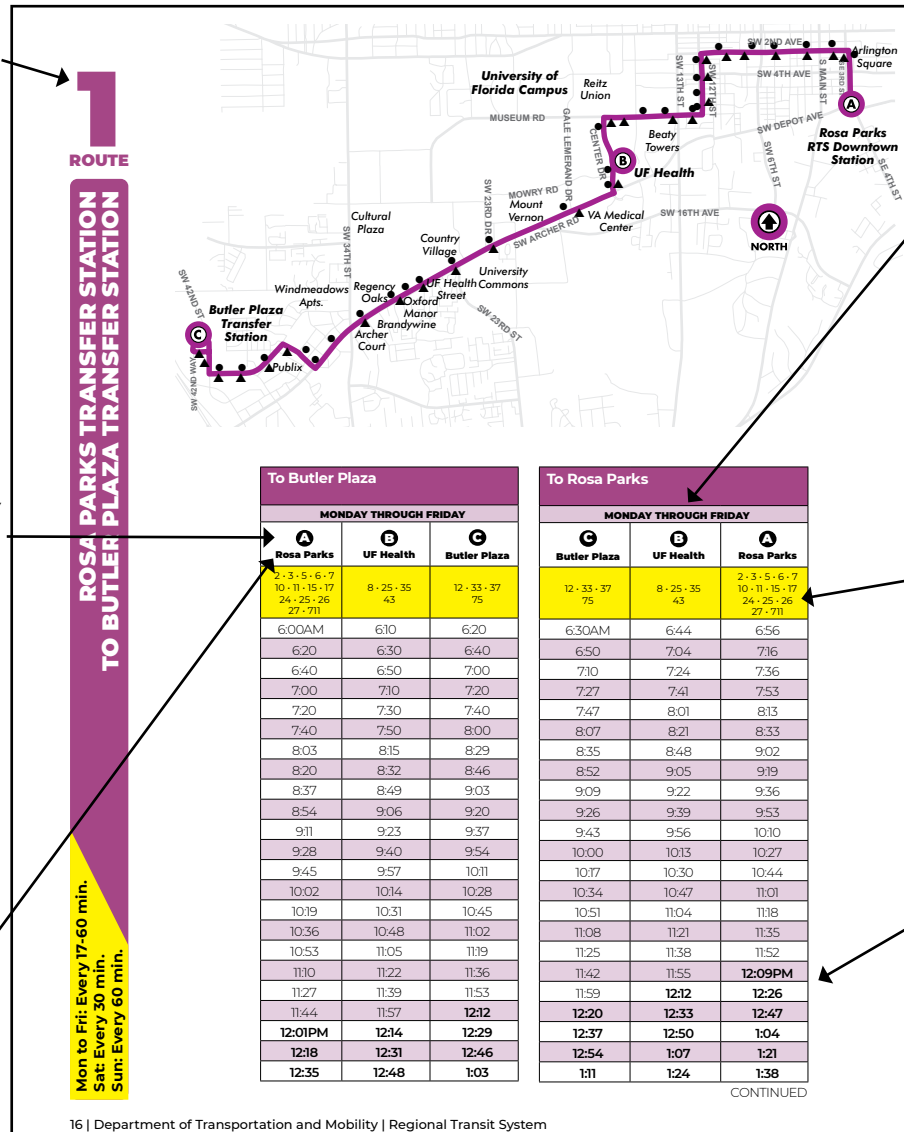 1
ROUTE
ROSA PARKS TRANSFER STATION
TO BUTLER PLAZA TRANSFER STATION
Mon to Fri: Every 17-60 min.
Sat: Every 30 min.
Sun: Every 60 min.
SW 2ND AVE
Arlington
Square
SW 13TH ST
SW 12TH ST
SW 4TH AVE
S MAIN ST
SE 3RD ST
University of
Florida Campus
Reitz
Union
A
MUSEUM RD
GALE LEMERAND DR
CENTER DR
Beaty
Towers
SW DEPOT AVE
Rosa Parks
RTS Downtown
Station
B
UF Health
SW 6TH ST
SE 4TH ST
SW 23RD DR
MOWRY RD
Mount
Vernon
VA Medical
Center
SW 16TH AVE
SW ARCHER RD
NORTH
Cultural
Plaza
SW 34TH ST
Country
Village
University
Commons
SW 42ND ST
Windmeadows
Apts.
Regency
Oaks
UF Health
Street
Oxford
Manor
Brandywine
SW 23RD ST
Butler Plaza
Transfer
Station
C
Archer
Court
Publix
SW 42ND WAY
To Butler Plaza
MONDAY THROUGH FRIDAY
A B C
Rosa Parks UF Health Butler Plaza
2 • 3 • 5 • 6 • 7
10 • 11 • 15 • 17
24 • 25 • 26
27 • 711
8 • 25 • 35
43
12 • 33 • 37
75
6:00AM 6:10 6:20
6:20 6:30 6:40
6:40 6:50 7:00
7:00 7:10 7:20
7:20 7:30 7:40
7:40 7:50 8:00
8:03 8:15 8:29
8:20 8:32 8:46
8:37 8:49 9:03
8:54 9:06 9:20
9:11 9:23 9:37
9:28 9:40 9:54
9:45 9:57 10:11
10:02 10:14 10:28
10:19 10:31 10:45
10:36 10:48 11:02
10:53 11:05 11:19
11:10 11:22 11:36
11:27 11:39 11:53
11:44 11:57 12:12
12:01PM 12:14 12:29
12:18 12:31 12:46
12:35 12:48 1:03
To Rosa Parks
MONDAY THROUGH FRIDAY
C B A
Butler Plaza UF Health Rosa Parks
12 • 33 • 37
75
8 • 25 • 35
43
2 • 3 • 5 • 6 • 7
10 • 11 • 15 • 17
24 • 25 • 26
27 • 711
6:30AM 6:44 6:56
6:50 7:04 7:16
7:10 7:24 7:36
7:27 7:41 7:53
7:47 8:01 8:13
8:07 8:21 8:33
8:35 8:48 9:02
8:52 9:05 9:19
9:09 9:22 9:36
9:26 9:39 9:53
9:43 9:56 10:10
10:00 10:13 10:27
10:17 10:30 10:44
10:34 10:47 11:01
10:51 11:04 11:18
11:08 11:21 11:35
11:25 11:38 11:52
11:42 11:55 12:09PM
11:59 12:12 12:26
12:20 12:33 12:47
12:37 12:50 1:04
12:54 1:07 1:21
1:11 1:24 1:38
CONTINUED
16 | Department of Transportation and Mobility | Regional Transit System